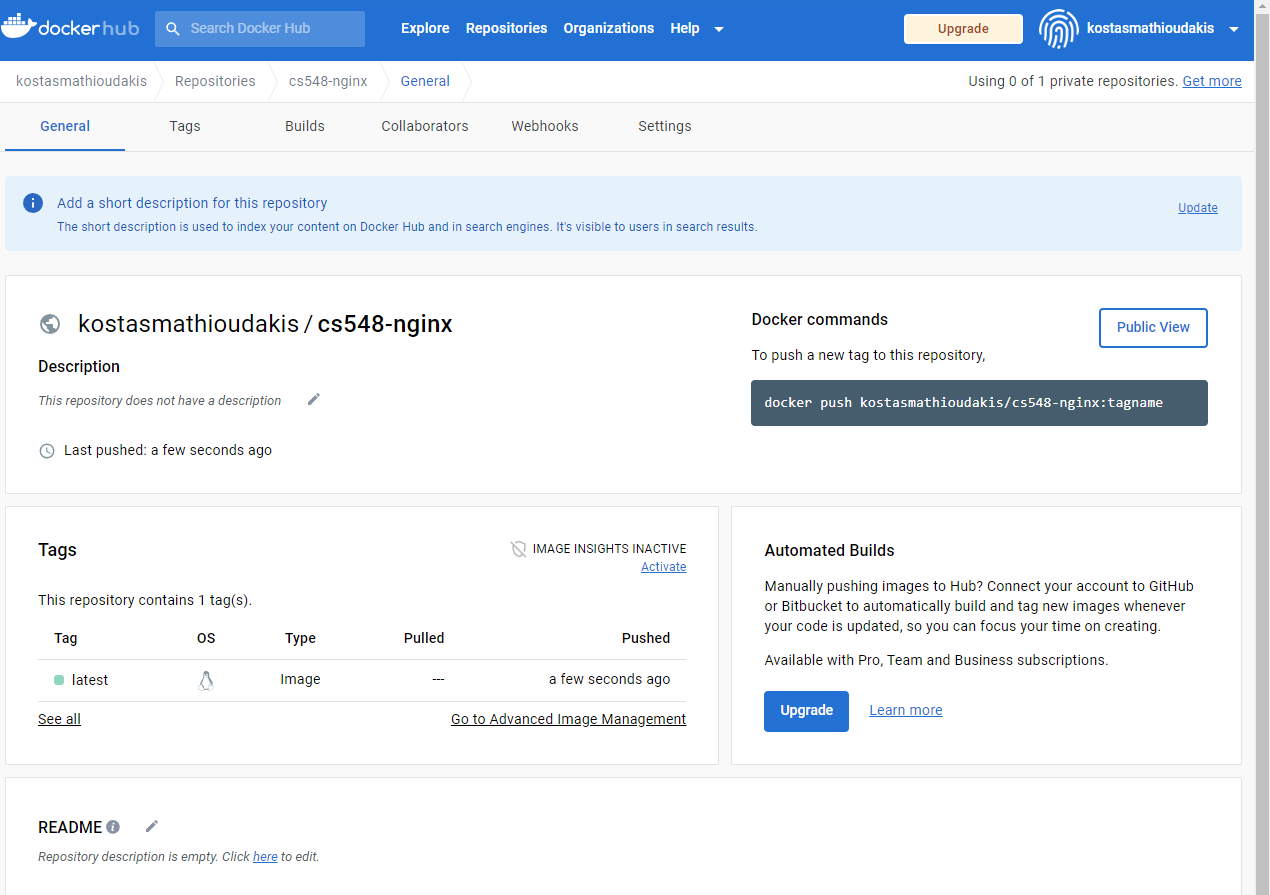 dockerhub
Search Docker Hub
Explore
Repositories
Organizations
Help
Upgrade
kostasmathioudakis
kostasmathioudakis
Repositories
cs548-nginx
General
Using 0 of 1 private repositories. Get more
General
Tags
Builds
Collaborators
Webhooks
Settings
Add a short description for this repository
The short description is used to index your content on Docker Hub and in search engines. It's visible to users in search results.
Update
kostasmathioudakis / cs548-nginx
Description
This repository does not have a description
Last pushed: a few seconds ago
Docker commands
Public View
To push a new tag to this repository,
docker push kostasmathioudakis/cs548-nginx:tagname
Tags
IMAGE INSIGHTS INACTIVE
Activate
This repository contains 1 tag(s).
Tag OS Type Pulled Pushed
latest Image --- a few seconds ago
See all
Go to Advanced Image Management
Automated Builds
Manually pushing images to Hub? Connect your account to GitHub
or Bitbucket to automatically build and tag new images whenever
your code is updated, so you can focus your time on creating.
Available with Pro, Team and Business subscriptions.
Upgrade
Learn more
README
Repository description is empty. Click here to edit.